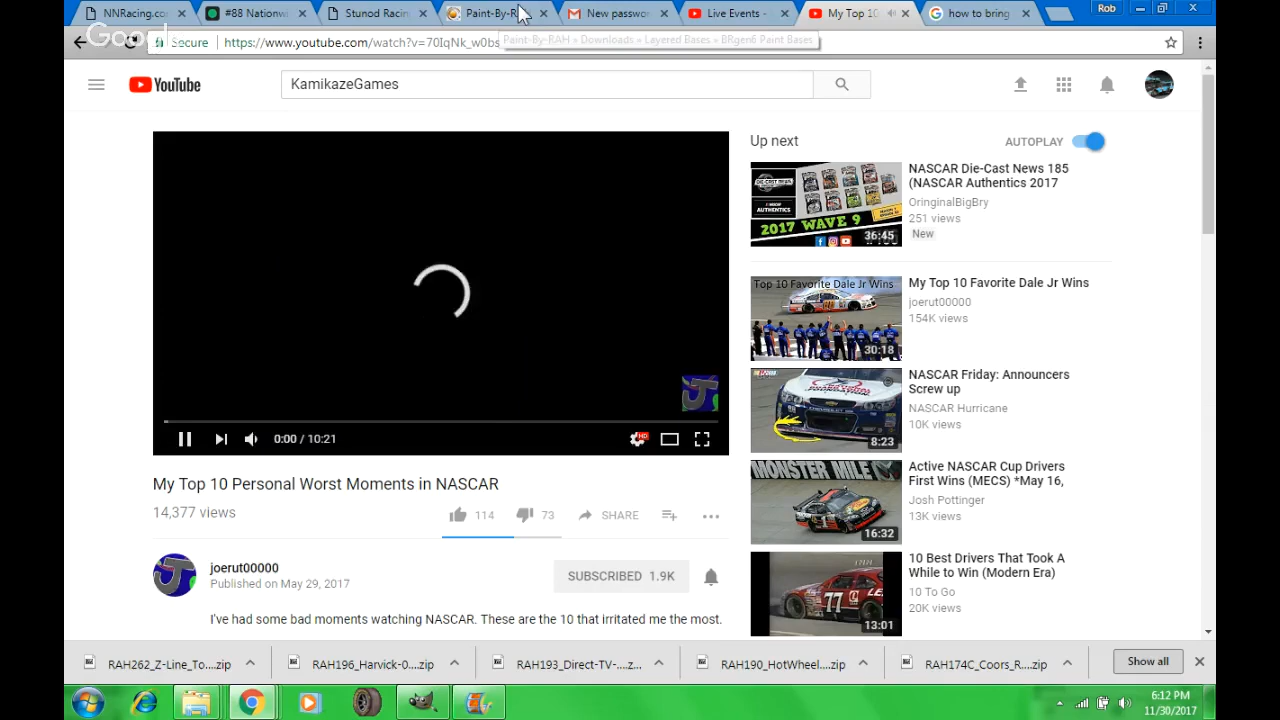 NNRacing.co
#88 Nationwi
Stunod Racin
Paint-By-R
New passwo
Live Events -
My Top 10
how to bring
Rob
Secure
https://www.youtube.com/watch?v=70IqNk_w0bs
Paint-By-RAH » Downloads » Layered Bases » BRgen6 Paint Bases
YouTube
KamikazeGames
Up next
AUTOPLAY
NASCAR Die-Cast News 185
(NASCAR Authentics 2017
OringinalBigBry
251 views
New
2017 WAVE 9
36:45
Top 10 Favorite Dale Jr Wins
30:18
My Top 10 Favorite Dale Jr Wins
joerut00000
154K views
8:23
NASCAR Friday: Announcers
Screw up
NASCAR Hurricane
10K views
MONSTER MILE
16:32
Active NASCAR Cup Drivers
First Wins (MECS) *May 16,
Josh Pottinger
13K views
77
13:01
10 Best Drivers That Took A
While to Win (Modern Era)
10 To Go
20K views
0:00 / 10:21
HD
My Top 10 Personal Worst Moments in NASCAR
14,377 views
114
73
SHARE
joerut00000
Published on May 29, 2017
SUBSCRIBED 1.9K
I've had some bad moments watching NASCAR. These are the 10 that irritated me the most.
RAH262_Z-Line_To....zip
RAH196_Harvick-0....zip
RAH193_Direct-TV-....z...
RAH190_HotWheel....zip
RAH174C_Coors_R....zip
Show all
6:12 PM
11/30/2017